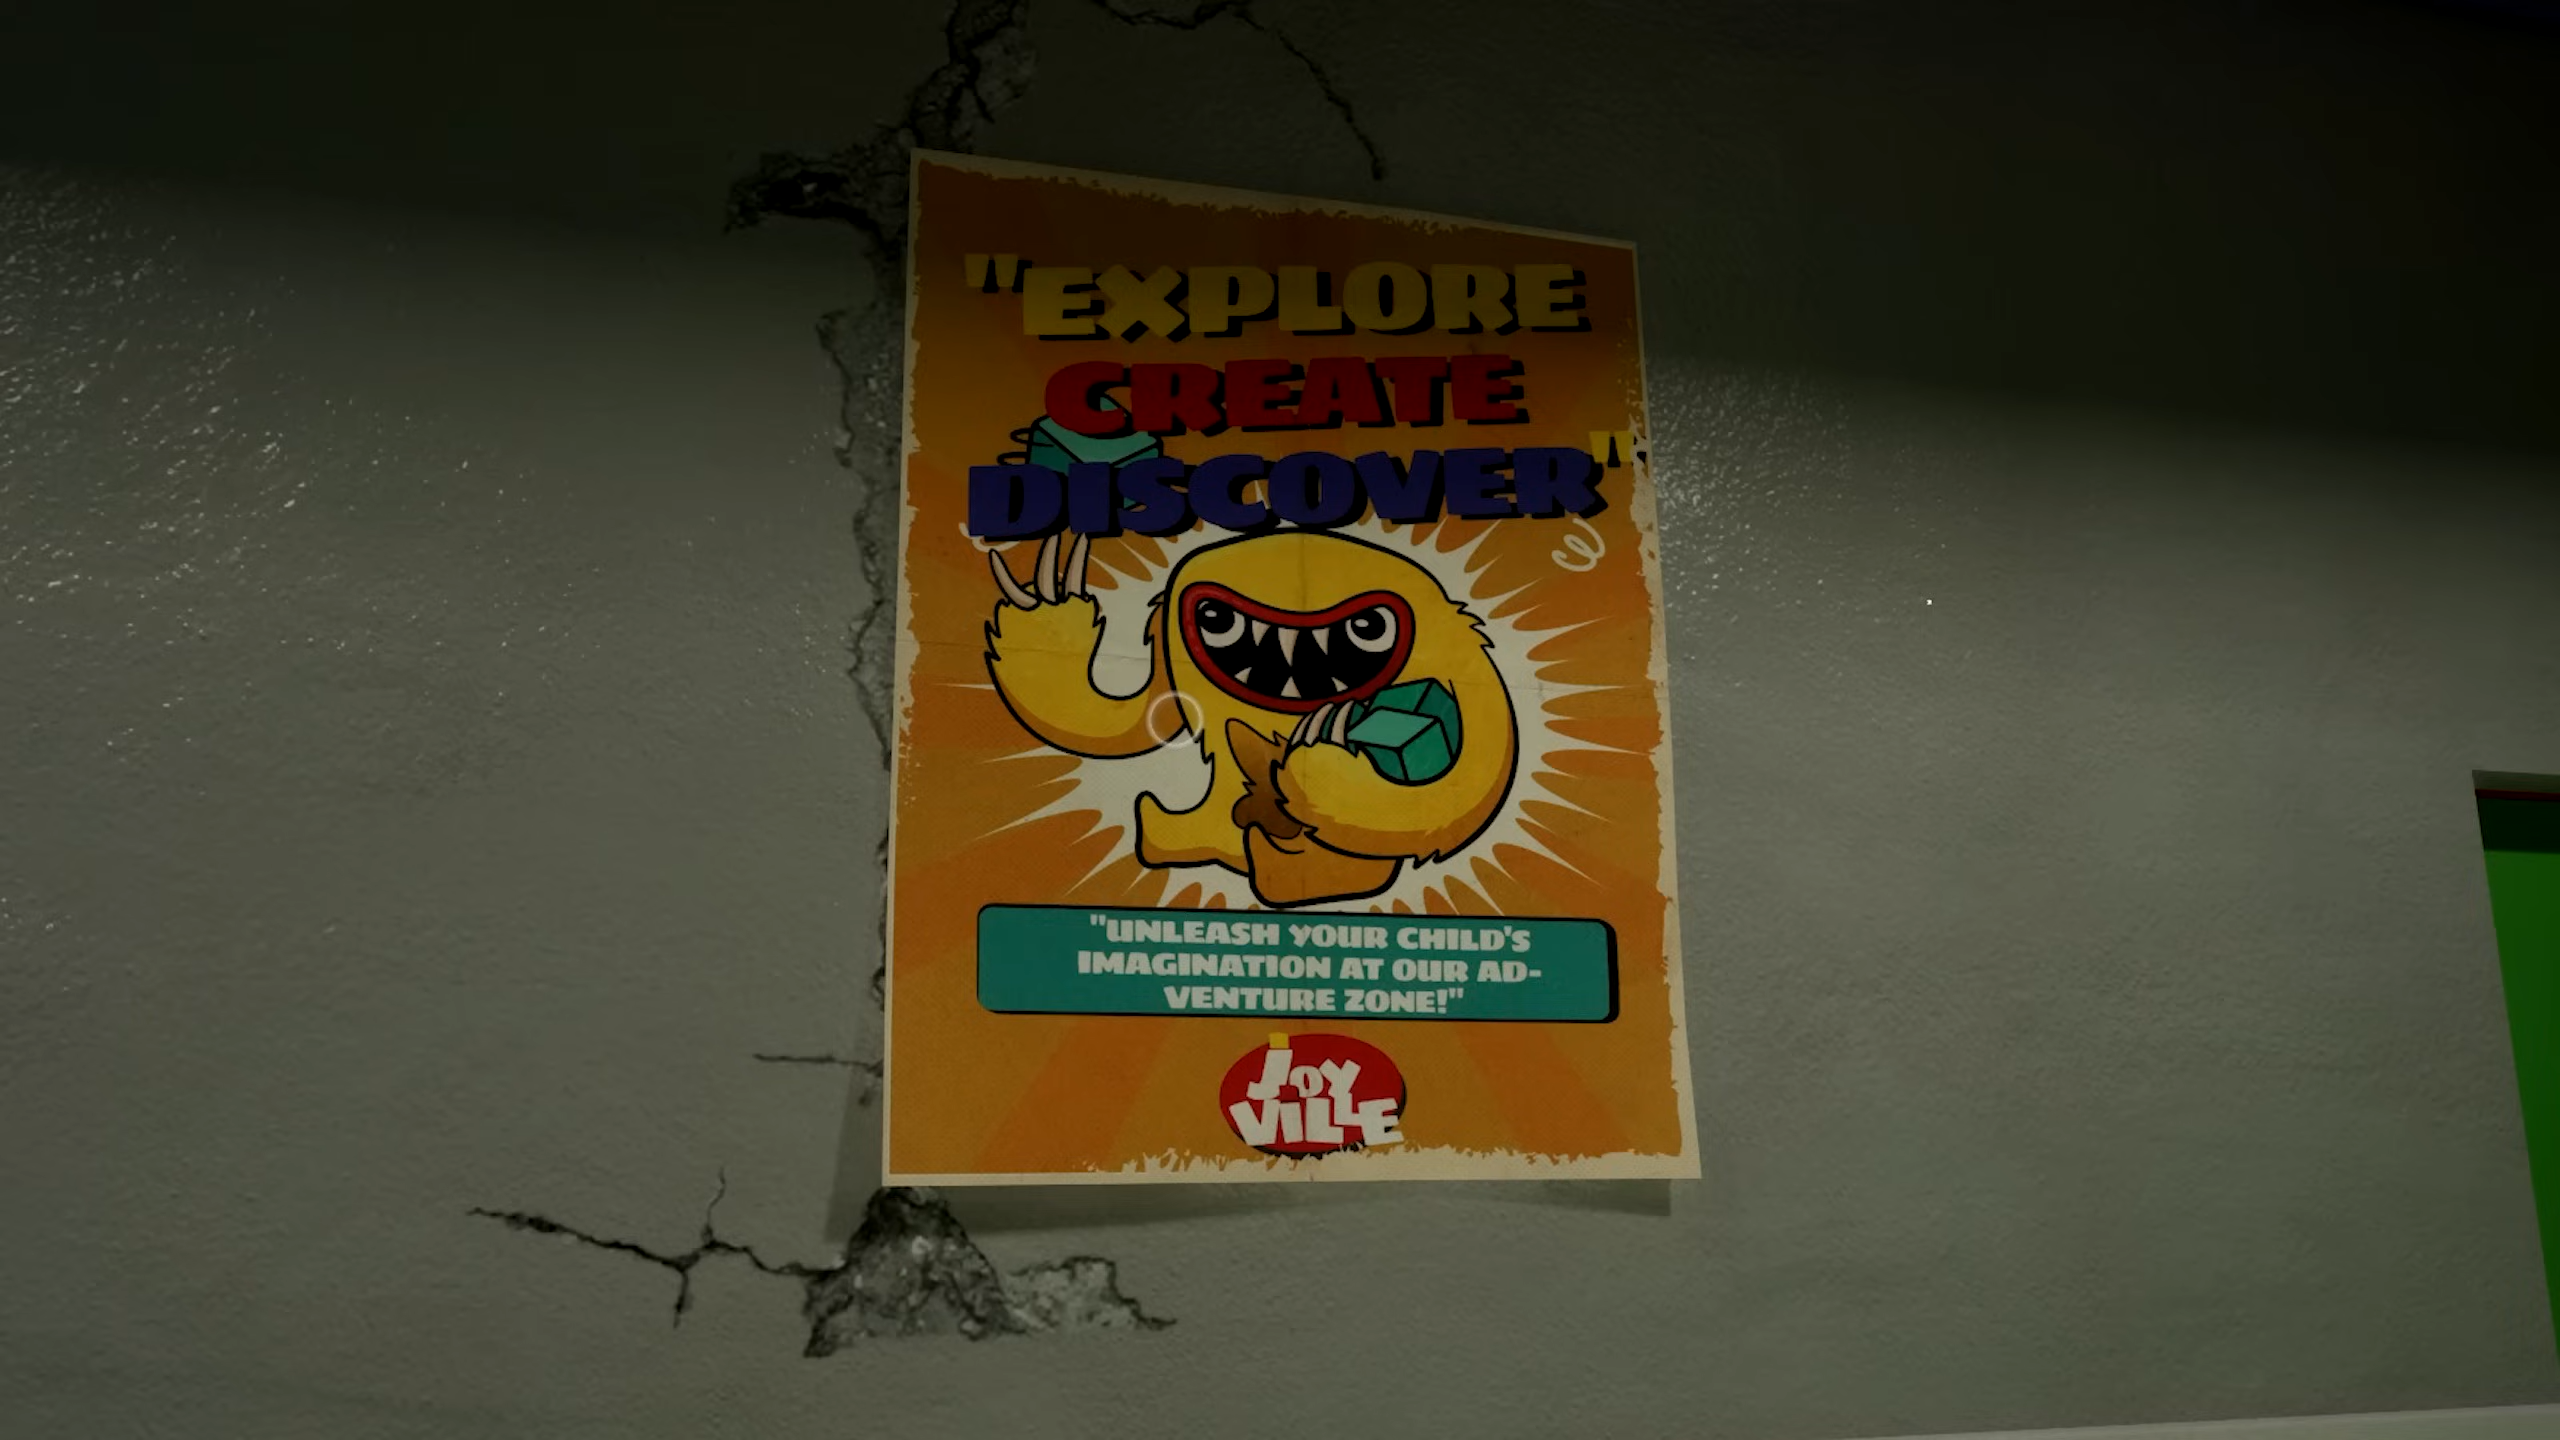 "EXPLORE
CREATE
DISCOVER"
"UNLEASH YOUR CHILD'S
IMAGINATION AT OUR AD-
VENTURE ZONE!"
JOY
VILLE